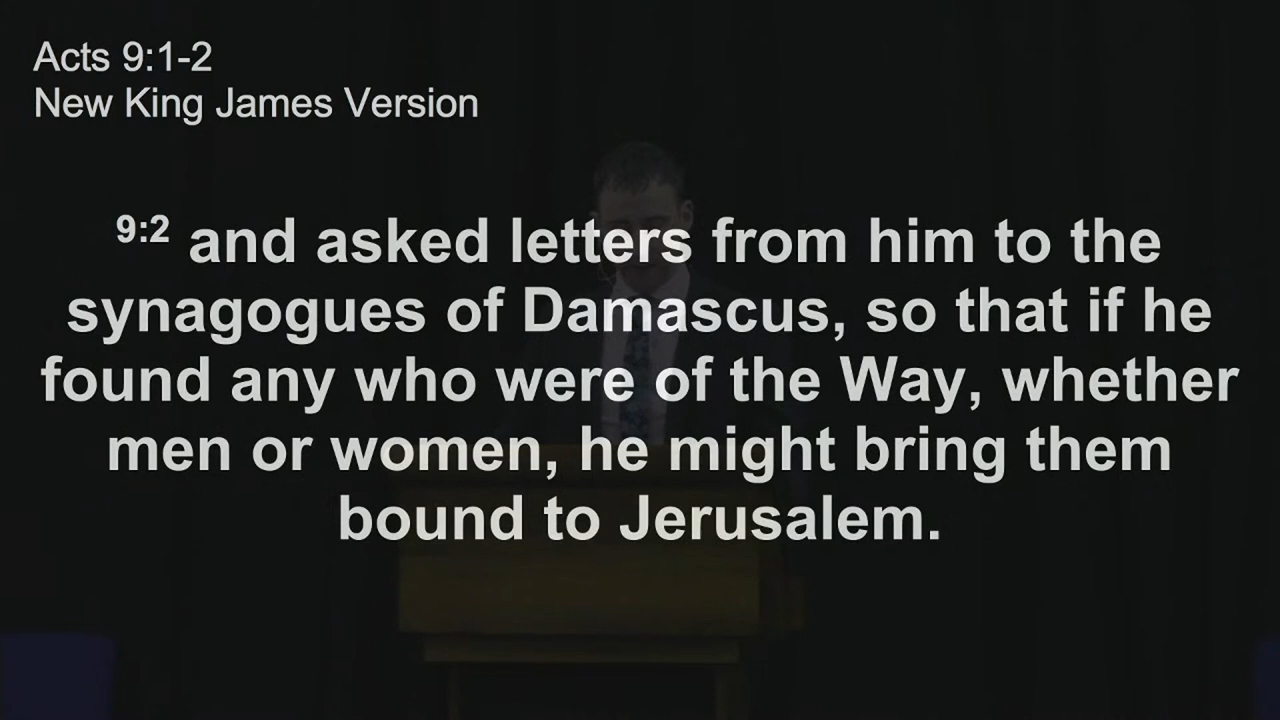 Acts 9:1-2
New King James Version
9:2 and asked letters from him to the
synagogues of Damascus, so that if he
found any who were of the Way, whether
men or women, he might bring them
bound to Jerusalem.